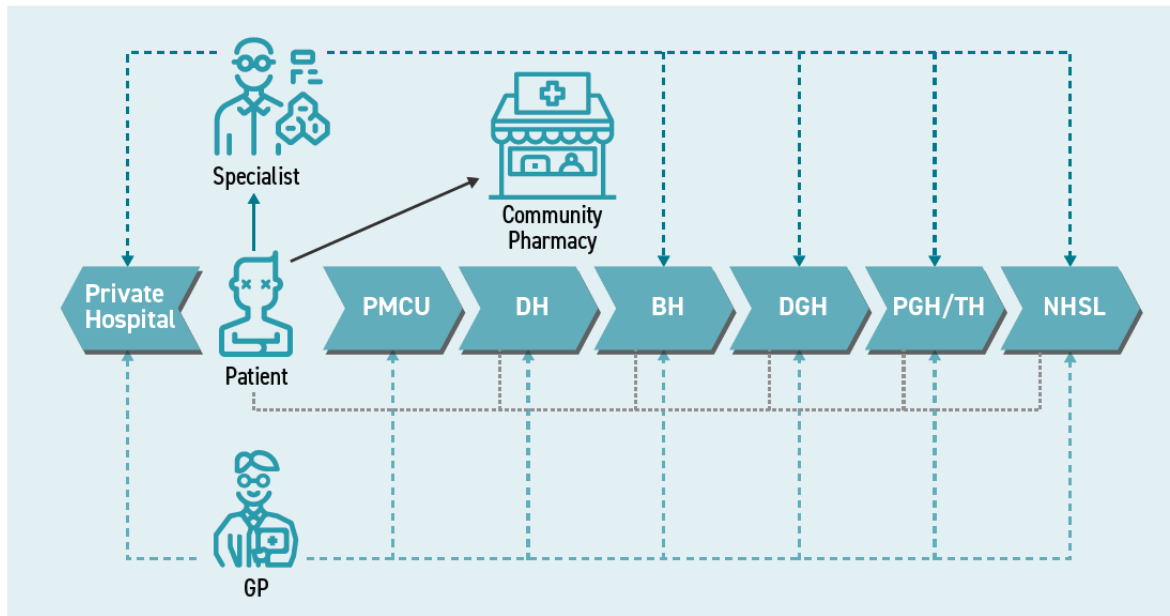 Specialist
Community
Pharmacy
Private
Hospital
Patient
PMCU
DH
BH
DGH
PGH/TH
NHSL
GP